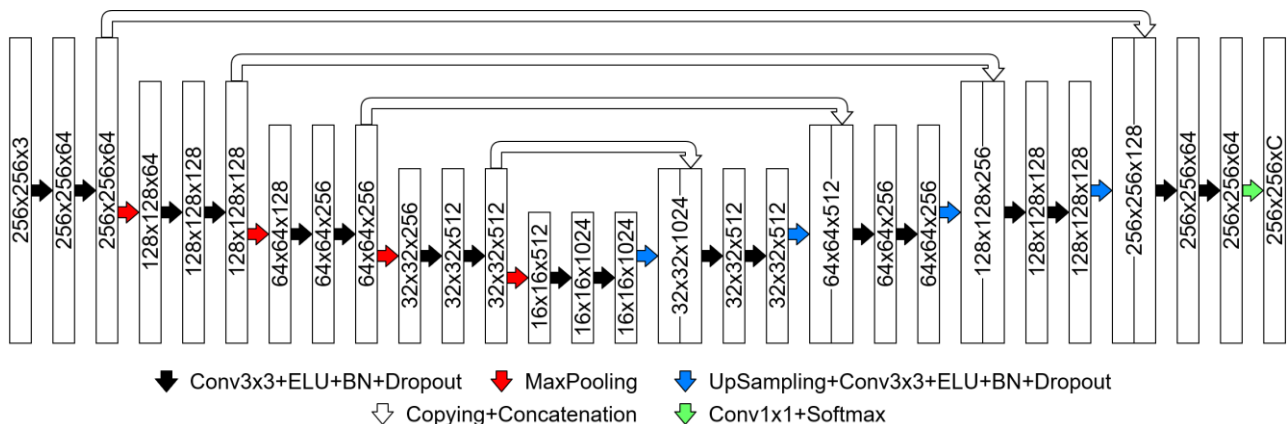 256x256x3
256x256x64
256x256x64
128x128x64
128x128x128
128x128x128
64x64x128
64x64x256
64x64x256
32x32x256
32x32x512
32x32x512
16x16x512
16x16x1024
16x16x1024
32x32x1024
32x32x512
32x32x512
64x64x512
64x64x256
64x64x256
128x128x256
128x128x128
128x128x128
256x256x128
256x256x64
256x256x64
256x256xC
Conv3x3+ELU+BN+Dropout
MaxPooling
UpSampling+Conv3x3+ELU+BN+Dropout
Copying+Concatenation
Conv1x1+Softmax